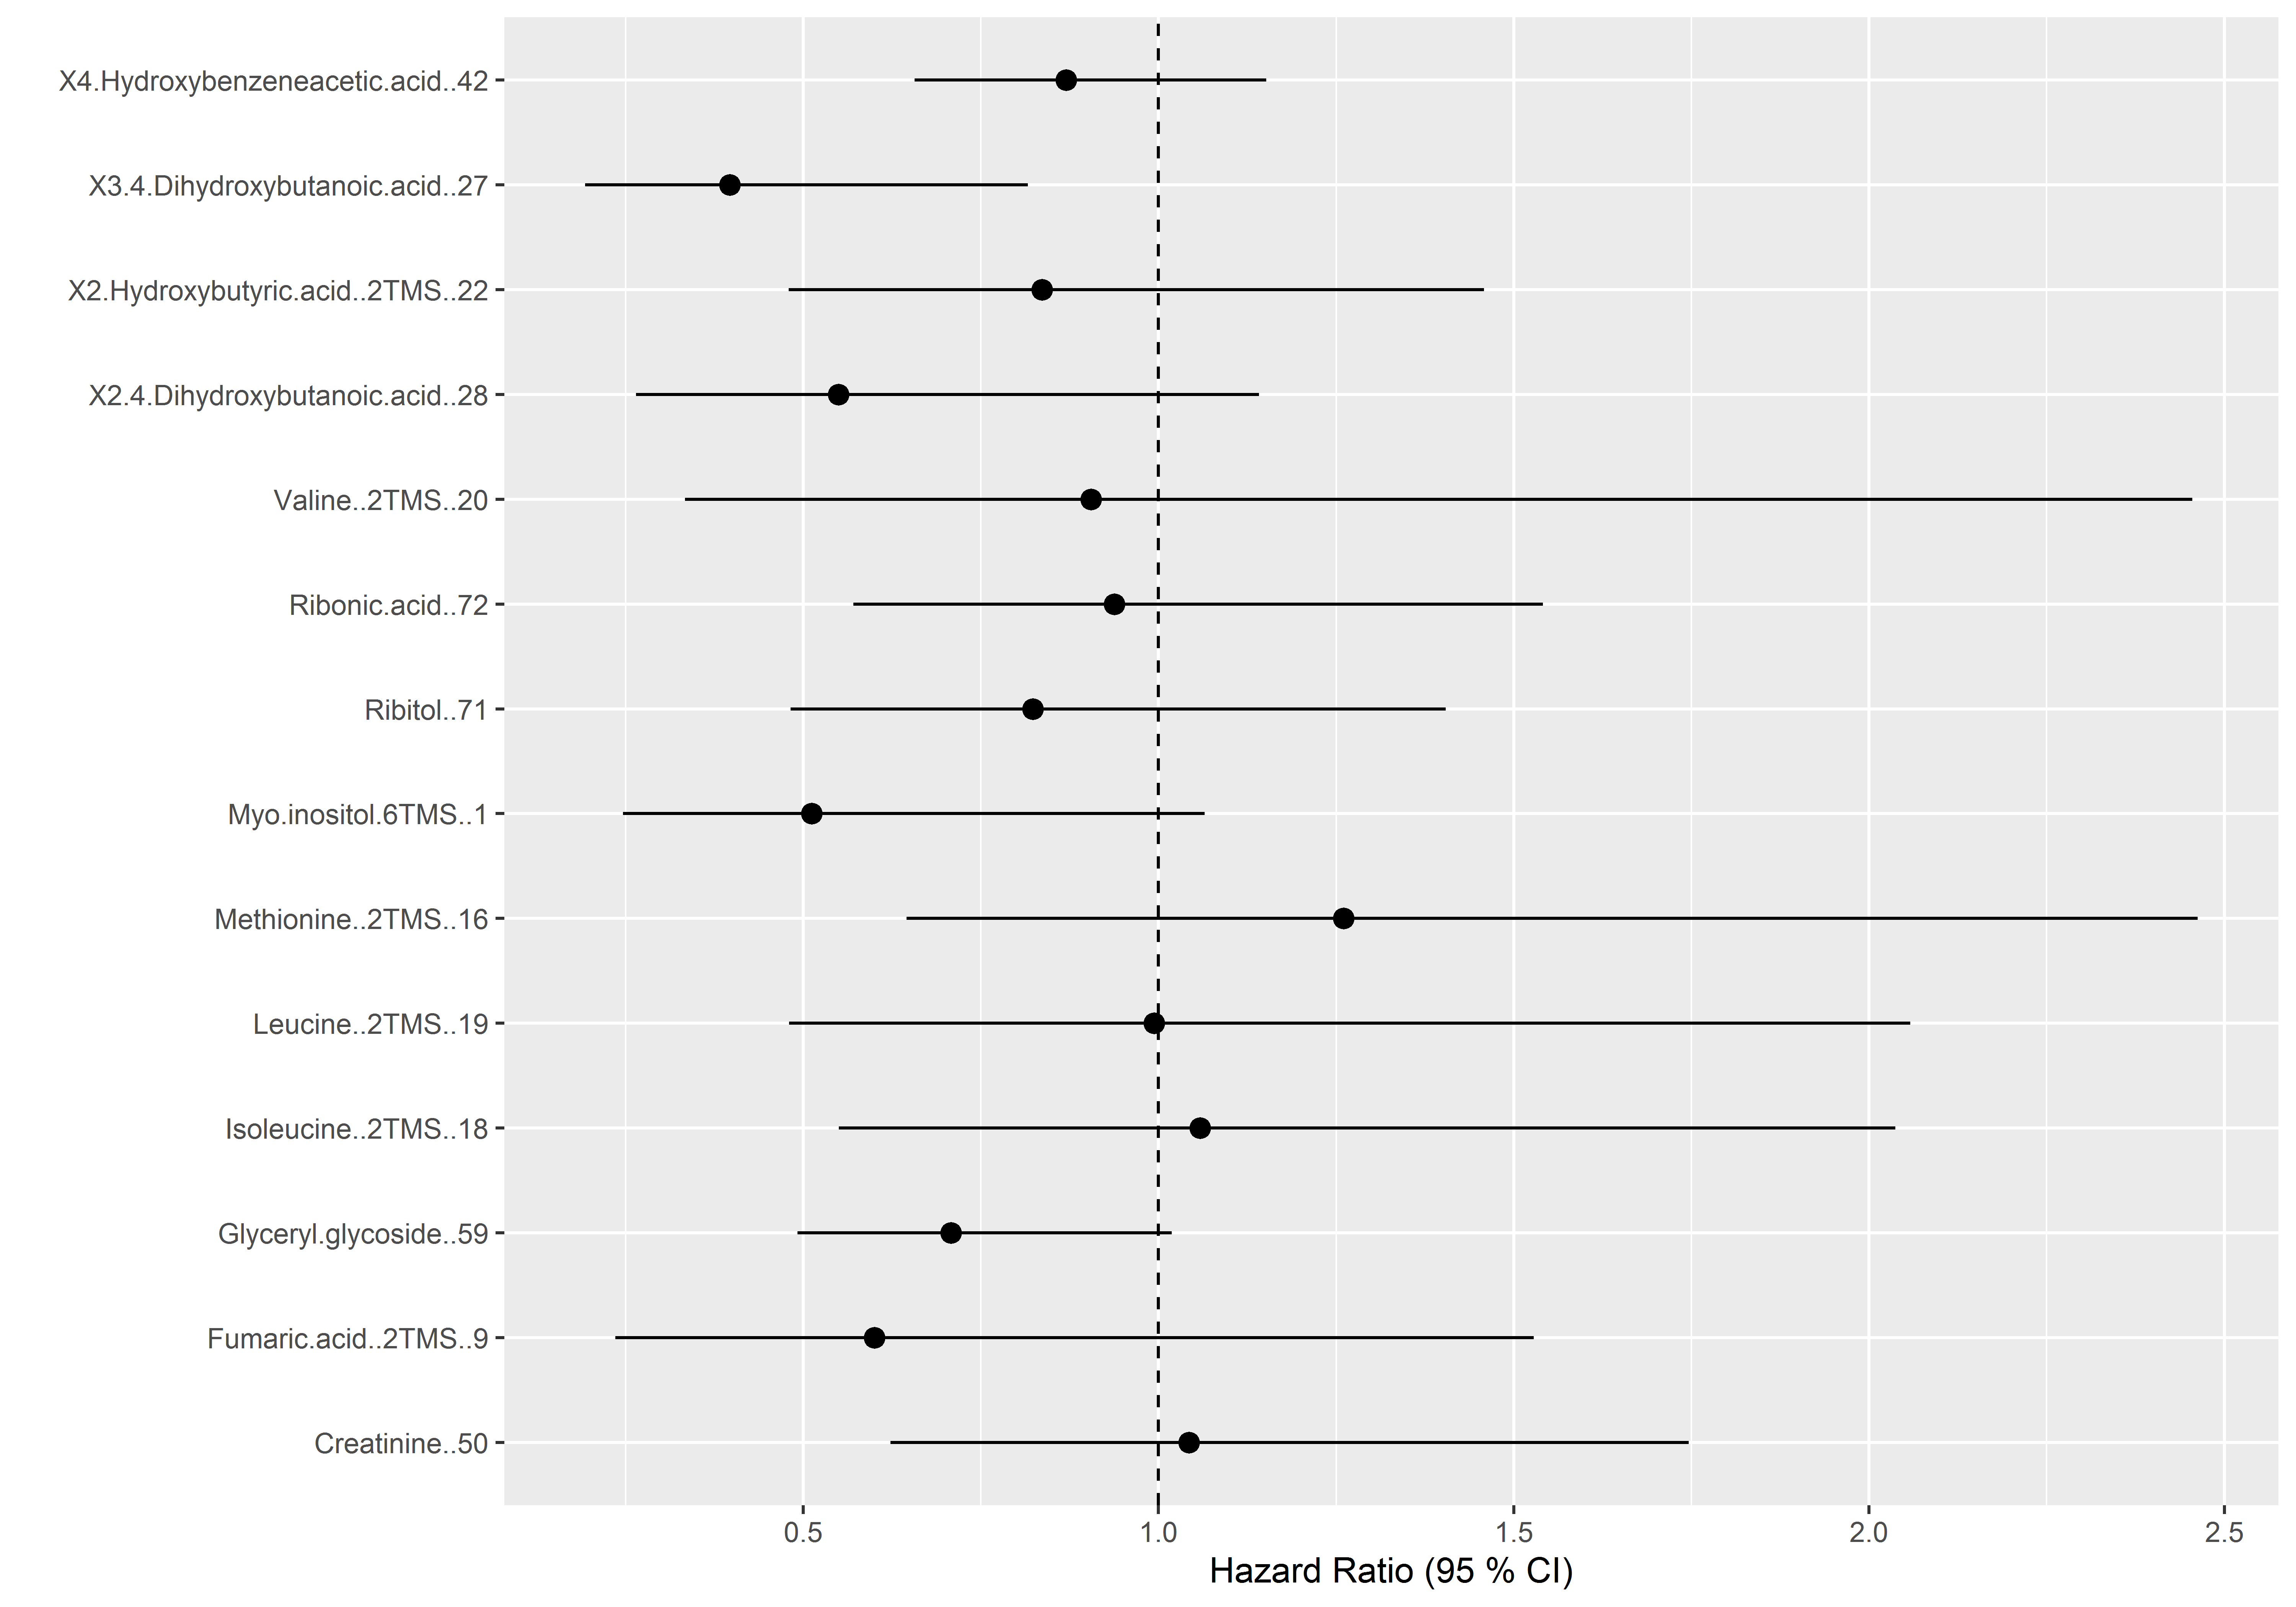 X4.Hydroxybenzeneacetic.acid..42
X3.4.Dihydroxybutanoic.acid..27
X2.Hydroxybutyric.acid..2TMS..22
X2.4.Dihydroxybutanoic.acid..28
Valine..2TMS..20
Ribonic.acid..72
Ribitol..71
Myo.inositol.6TMS..1
Methionine..2TMS..16
Leucine..2TMS..19
Isoleucine..2TMS..18
Glyceryl.glycoside..59
Fumaric.acid..2TMS..9
Creatinine..50
0.5 1.0 1.5 2.0 2.5
Hazard Ratio (95 % CI)